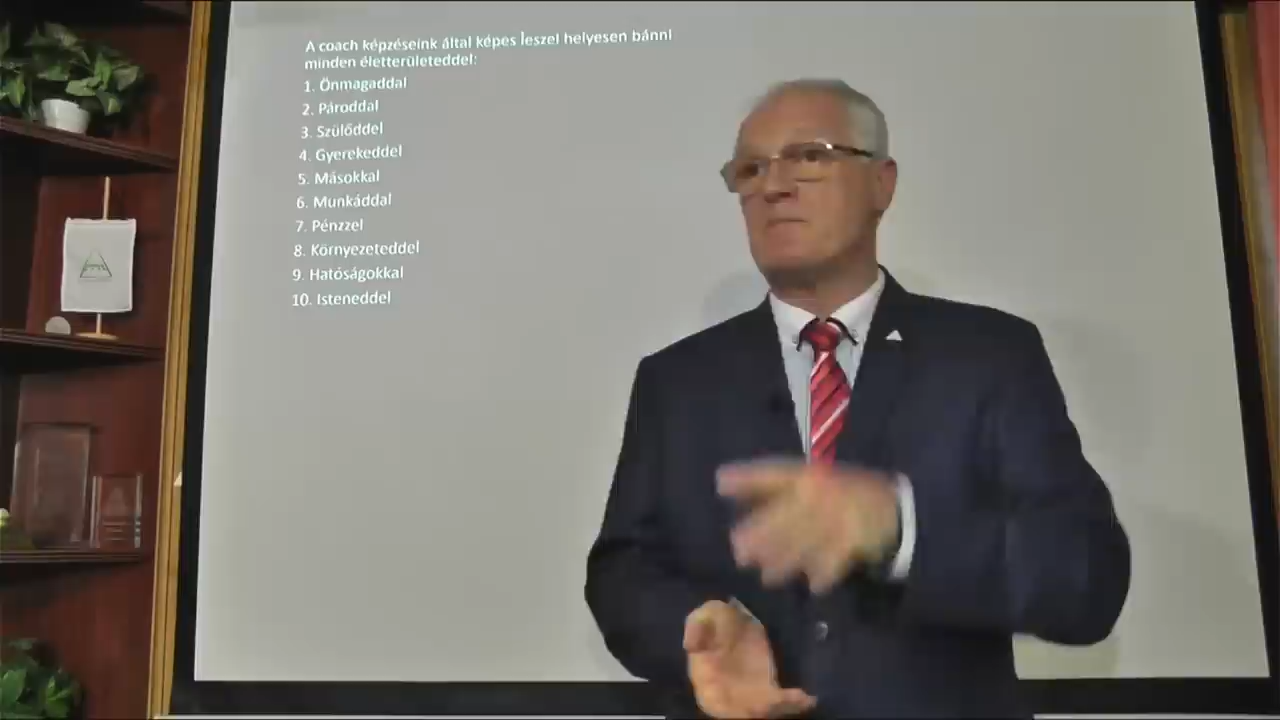 A coach képzéseink által képes leszel helyesen bánni
minden életterületeddel:
1. Önmagaddal
2. Pároddal
3. Szülőddel
4. Gyerekeddel
5. Másokkal
6. Munkáddal
7. Pénzzel
8. Környezeteddel
9. Hatóságokkal
10. Isteneddel